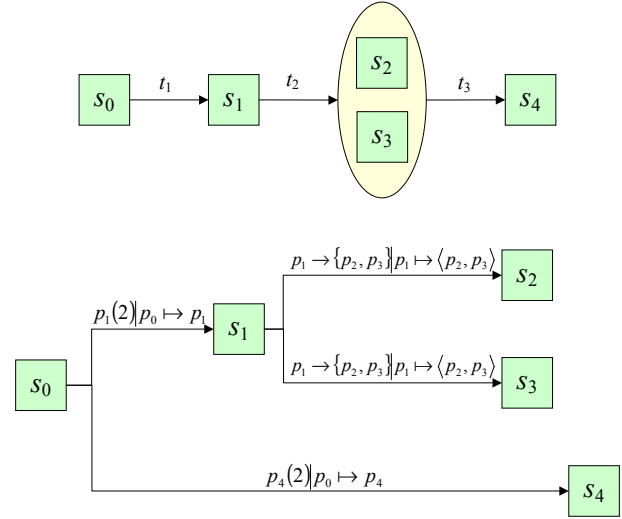 s₂
s₀ t₁ s₁ t₂ t₃ s₄
s₃
p₁ → {p₂, p₃}|p₁ ↦ ⟨p₂, p₃⟩ s₂
p₁(2)|p₀ ↦ p₁ s₁
p₁ → {p₂, p₃}|p₁ ↦ ⟨p₂, p₃⟩ s₃
s₀
p₄(2)|p₀ ↦ p₄ s₄